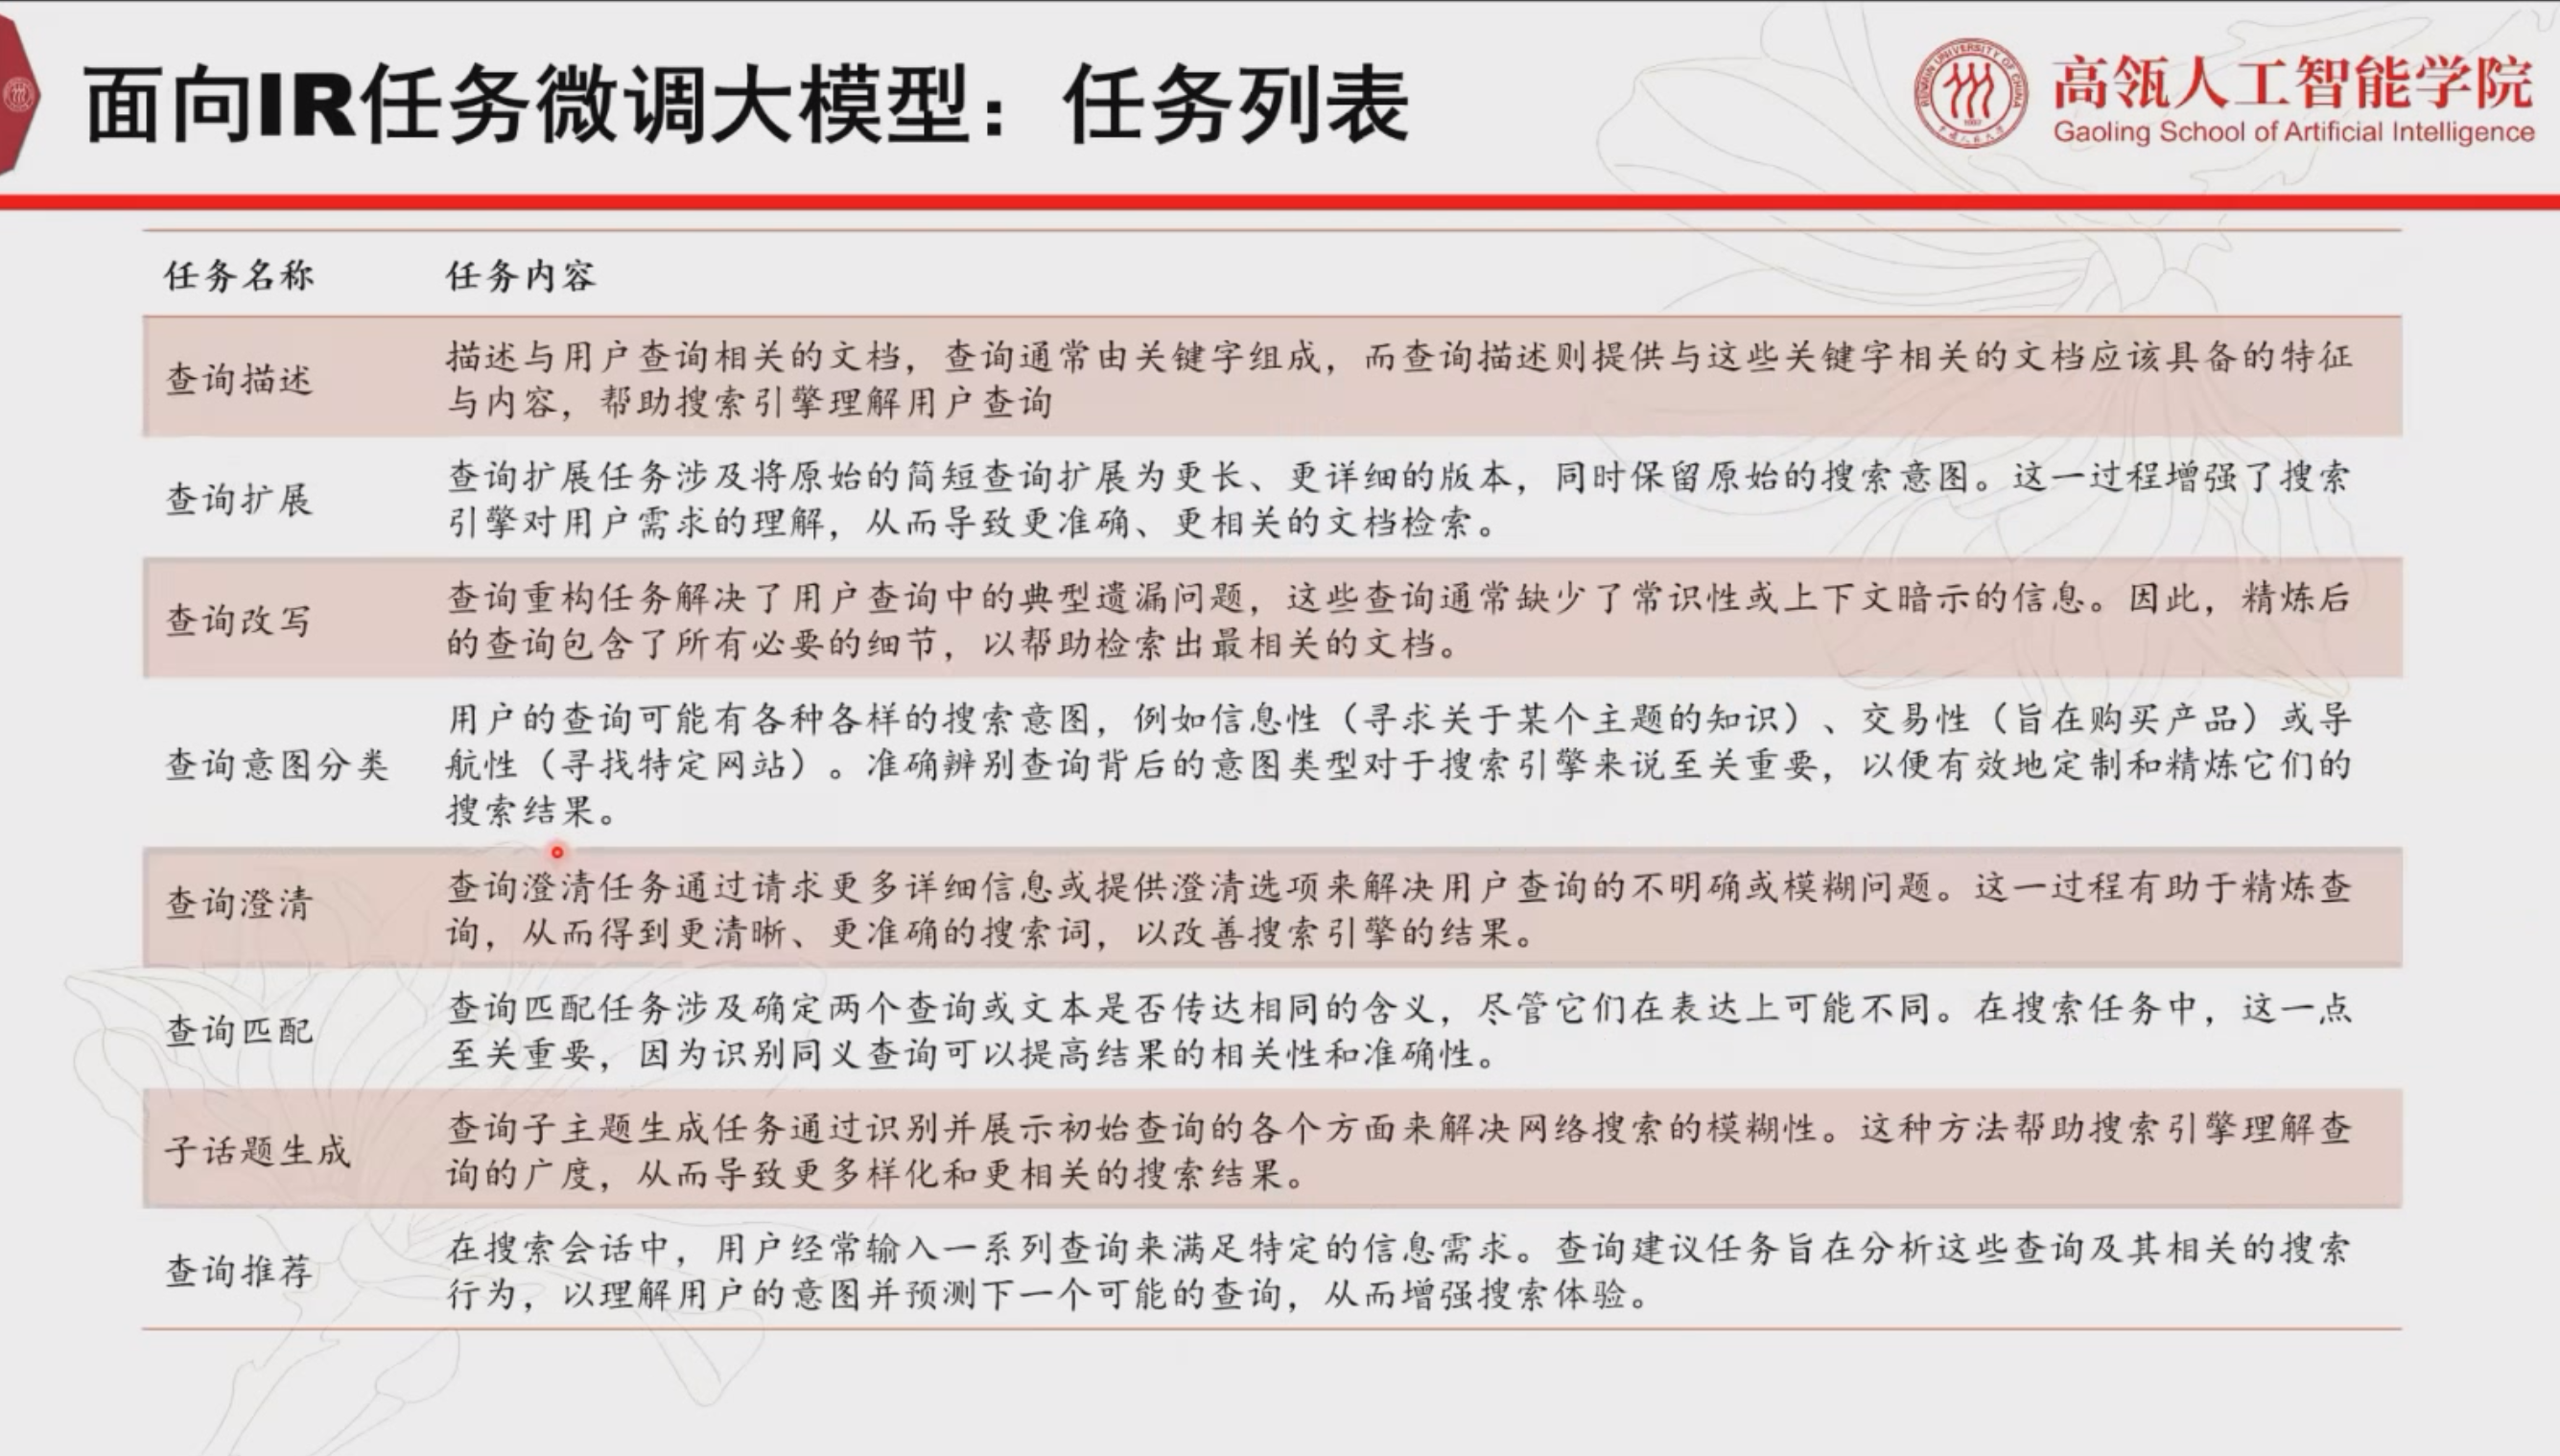 面向IR任务微调大模型：任务列表
高瓴人工智能学院
Gaoling School of Artificial Intelligence
任务名称 任务内容
查询描述
描述与用户查询相关的文档，查询通常由关键字组成，而查询描述则提供与这些关键字相关的文档应该具备的特征
与内容，帮助搜索引擎理解用户查询
查询扩展
查询扩展任务涉及将原始的简短查询扩展为更长、更详细的版本，同时保留原始的搜索意图。这一过程增强了搜索
引擎对用户需求的理解，从而导致更准确、更相关的文档检索。
查询改写
查询重构任务解决了用户查询中的典型遗漏问题，这些查询通常缺少了常识性或上下文暗示的信息。因此，精炼后
的查询包含了所有必要的细节，以帮助检索出最相关的文档。
查询意图分类
用户的查询可能有各种各样的搜索意图，例如信息性（寻求关于某个主题的知识）、交易性（旨在购买产品）或导
航性（寻找特定网站）。准确辨别查询背后的意图类型对于搜索引擎来说至关重要，以便有效地定制和精炼它们的
搜索结果。
查询澄清
查询澄清任务通过请求更多详细信息或提供澄清选项来解决用户查询的不明确或模糊问题。这一过程有助于精炼查
询，从而得到更清晰、更准确的搜索词，以改善搜索引擎的结果。
查询匹配
查询匹配任务涉及确定两个查询或文本是否传达相同的含义，尽管它们在表达上可能不同。在搜索任务中，这一点
至关重要，因为识别同义查询可以提高结果的相关性和准确性。
子话题生成
查询子主题生成任务通过识别并展示初始查询的各个方面来解决网络搜索的模糊性。这种方法帮助搜索引擎理解查
询的广度，从而导致更多样化和更相关的搜索结果。
查询推荐
在搜索会话中，用户经常输入一系列查询来满足特定的信息需求。查询建议任务旨在分析这些查询及其相关的搜索
行为，以理解用户的意图并预测下一个可能的查询，从而增强搜索体验。